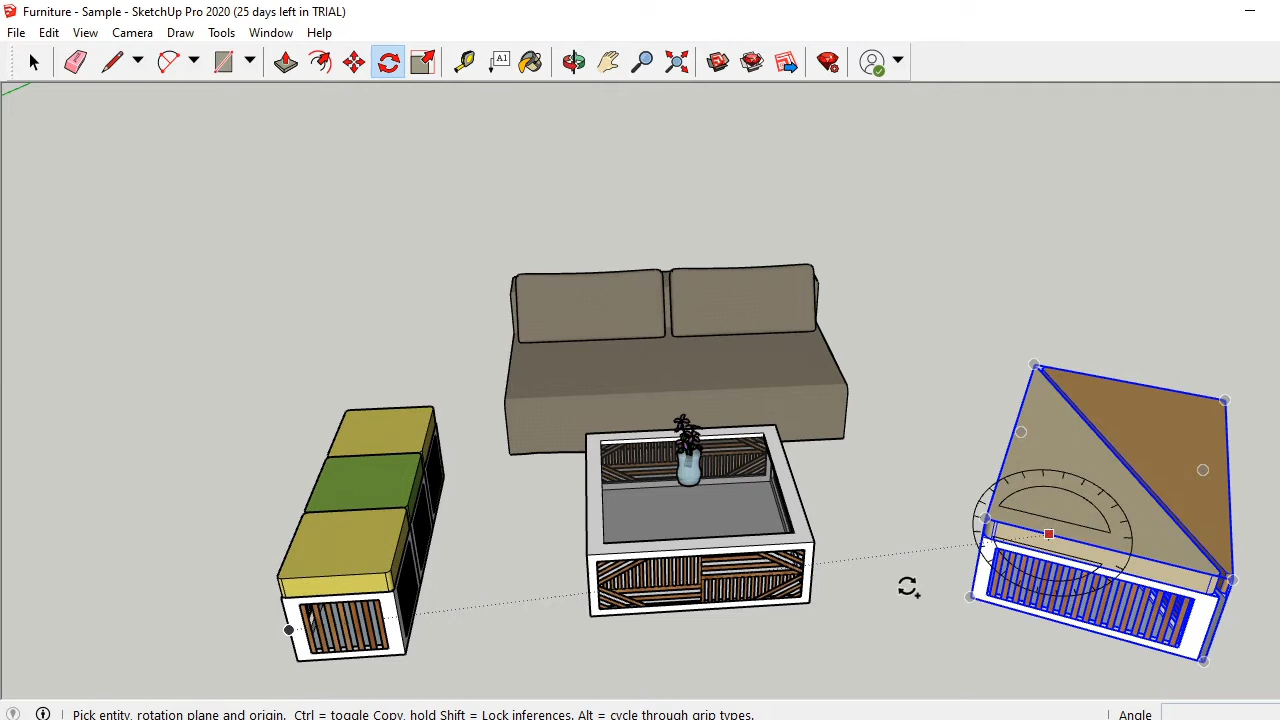 Furniture - Sample - SketchUp Pro 2020 (25 days left in TRIAL)
File Edit View Camera Draw Tools Window Help
A1
Pick entity, rotation plane and origin. Ctrl = toggle Copy, hold Shift = Lock inferences. Alt = cycle through grip types.
Angle